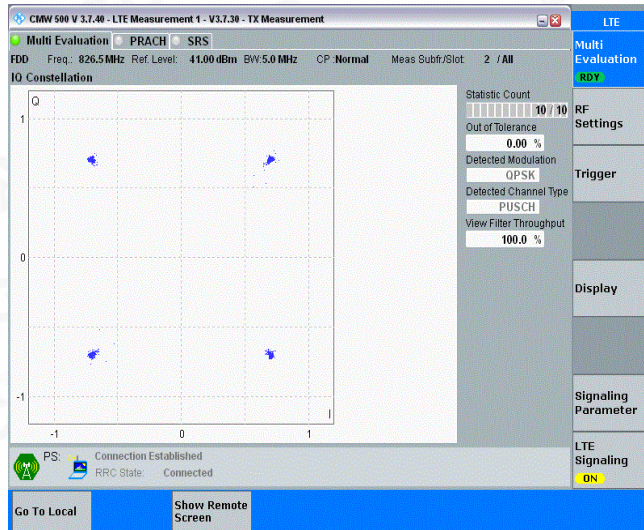 CMW 500 V 3.7.40 - LTE Measurement 1 - V3.7.30 - TX Measurement
LTE
Multi Evaluation PRACH SRS
FDD Freq.: 826.5 MHz Ref. Level: 41.00 dBm BW: 5.0 MHz CP :Normal Meas Subfr./Slot: 2 / All
IQ Constellation
Q
1
0
-1
I
-1 0 1
Statistic Count
10 / 10
Out of Tolerance
0.00 %
Detected Modulation
QPSK
Detected Channel Type
PUSCH
View Filter Throughput
100.0 %
Multi
Evaluation
RDY
RF
Settings
Trigger
Display
Signaling
Parameter
LTE
Signaling
ON
PS: Connection Established
RRC State: Connected
Go To Local
Show Remote
Screen